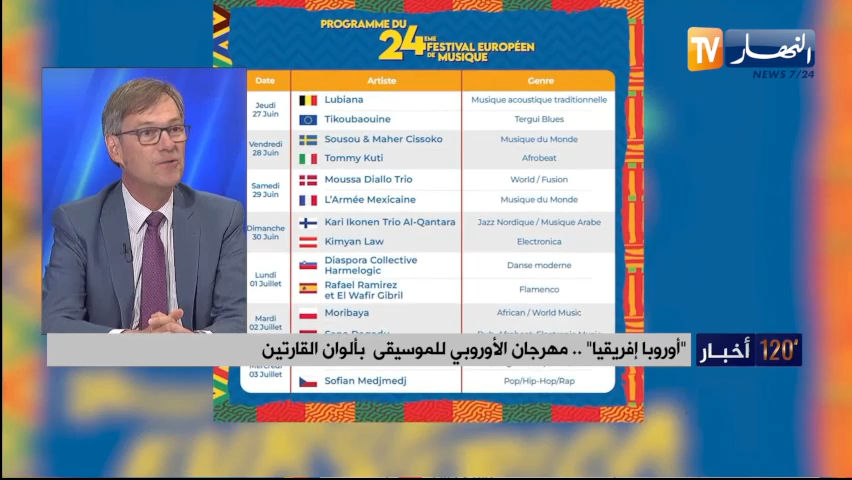 PROGRAMME DU
24ÈME FESTIVAL EUROPÉEN
DE MUSIQUE
TV النهار
NEWS 7/24
Date Artiste Genre
Jeudi
27 Juin
Lubiana Musique acoustique traditionnelle
Tikoubaouine Tergui Blues
Vendredi
28 Juin
Sousou & Maher Cissoko Musique du Monde
Tommy Kuti Afrobeat
Samedi
29 Juin
Moussa Diallo Trio World / Fusion
L'Armée Mexicaine Musique du Monde
Dimanche
30 Juin
Kari Ikonen Trio Al-Qantara Jazz Nordique / Musique Arabe
Kimyan Law Electronica
Lundi
01 Juillet
Diaspora Collective
Harmelogic
Danse moderne
Rafael Ramirez
et El Wafir Gibril
Flamenco
Mardi
02 Juillet
Moribaya African / World Music
"أوروبا إفريقيا" .. مهرجان الأوروبي للموسيقى بألوان القارتين
أخبار 120'
Mercredi
03 Juillet
Sofian Medjmedj Pop/Hip-Hop/Rap